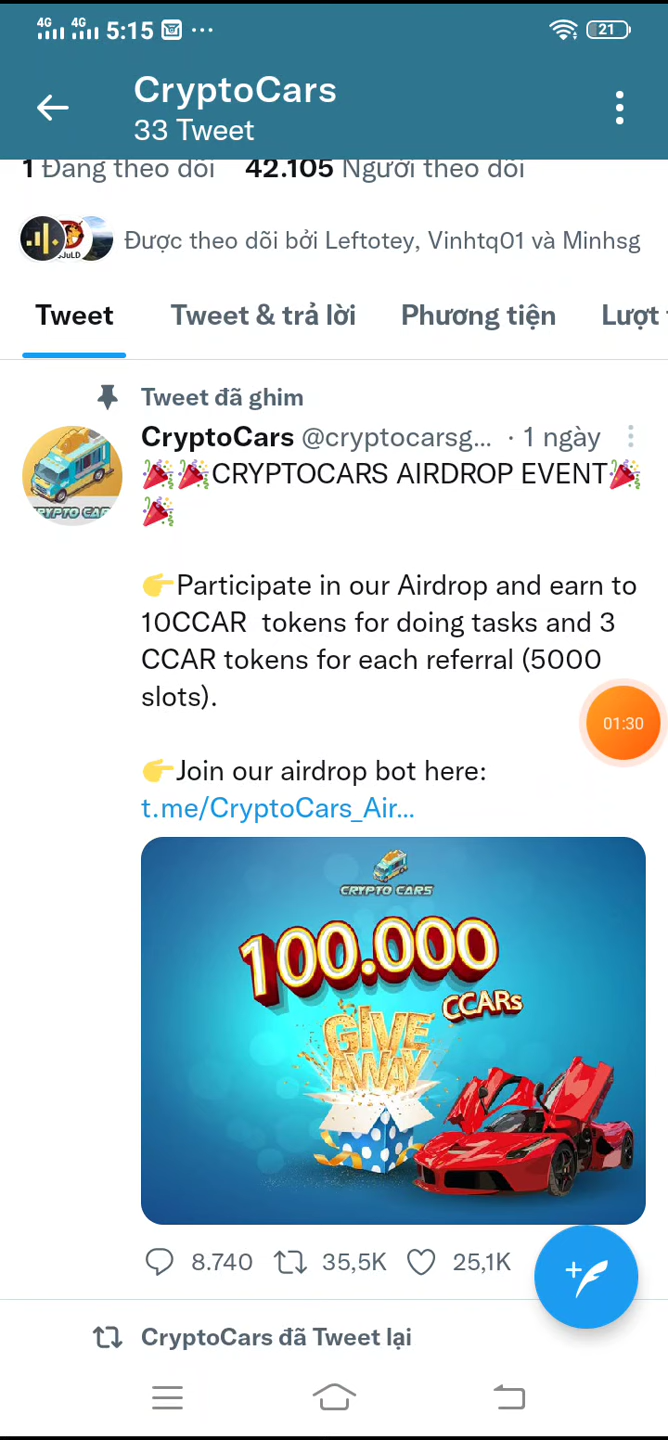 4G 4G 5:15 21
CryptoCars
33 Tweet
1 Đang theo dõi 42.105 Người theo dõi
Được theo dõi bởi Leftotey, Vinhtq01 và Minhsg
Tweet Tweet & trả lời Phương tiện Lượt
Tweet đã ghim
CryptoCars @cryptocarsg... · 1 ngày
🎉🎉CRYPTOCARS AIRDROP EVENT🎉
🎉
👉Participate in our Airdrop and earn to
10CCAR tokens for doing tasks and 3
CCAR tokens for each referral (5000
slots).
01:30
👉Join our airdrop bot here:
t.me/CryptoCars_Air...
CRYPTO CARS
100.000
CCARs
GIVE
AWAY
8.740 35,5K 25,1K
CryptoCars đã Tweet lại